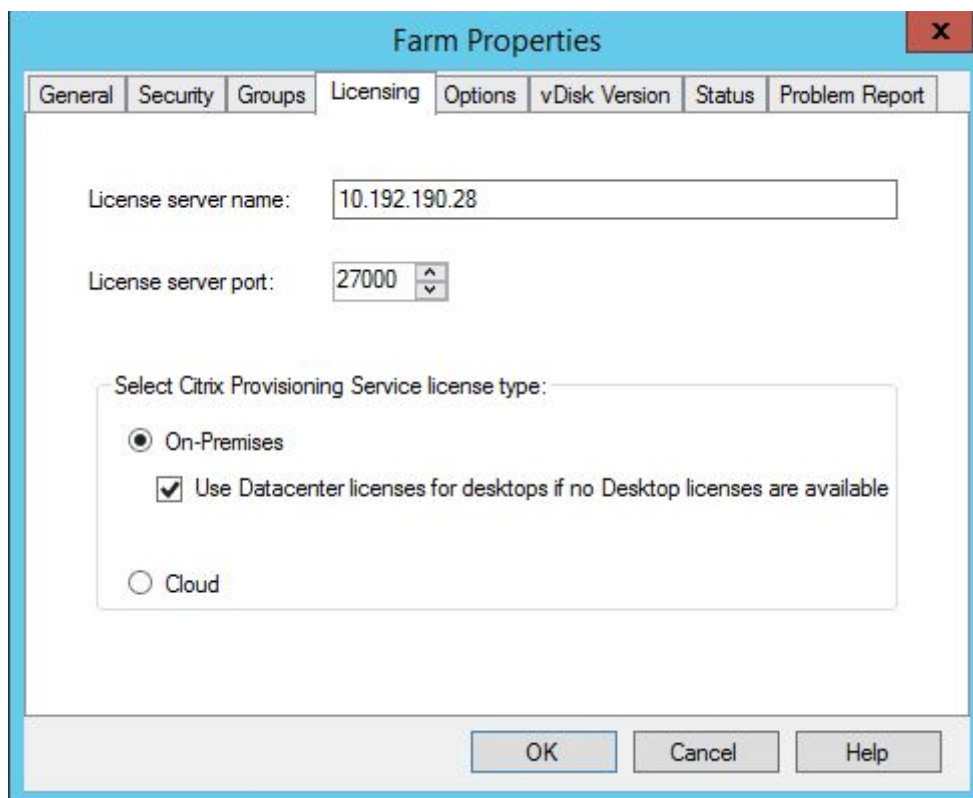 Farm Properties
x
General Security Groups Licensing Options vDisk Version Status Problem Report
License server name: 10.192.190.28
License server port: 27000
Select Citrix Provisioning Service license type:
On-Premises
Use Datacenter licenses for desktops if no Desktop licenses are available
Cloud
OK Cancel Help